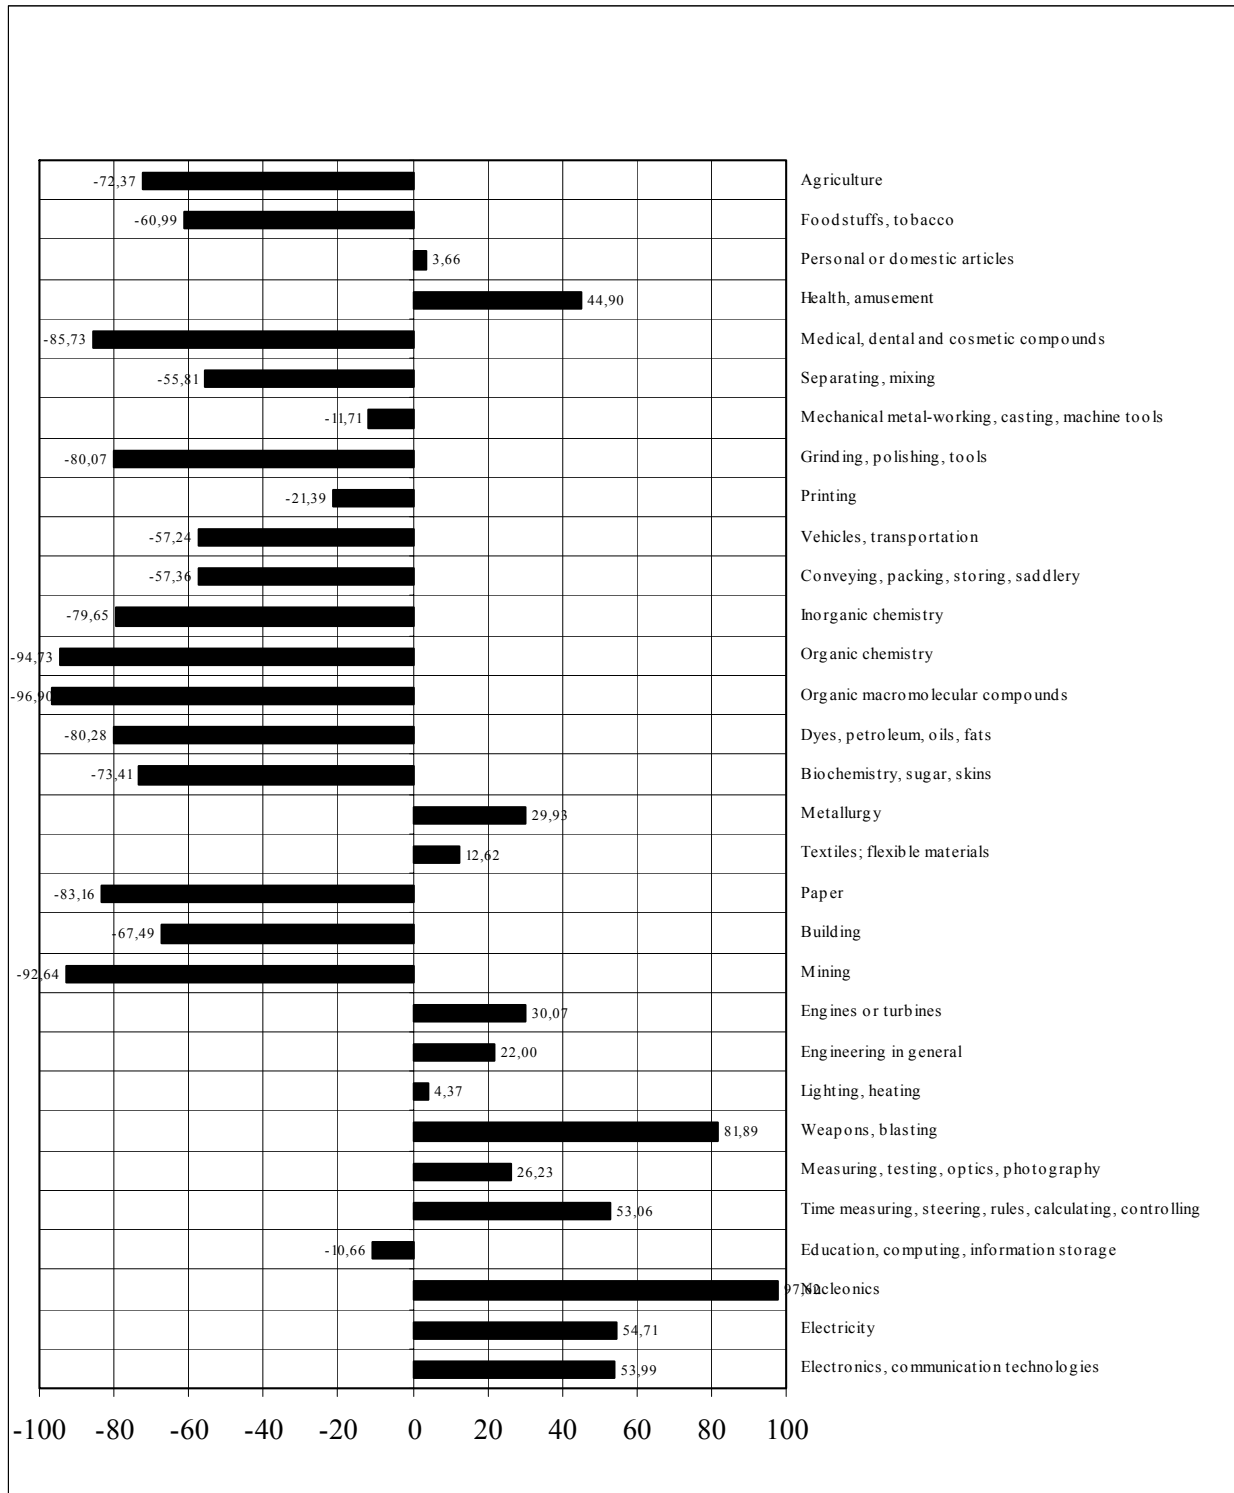 -72,37 Agriculture
-60,99 Foodstuffs, tobacco
3,66 Personal or domestic articles
44,90 Health, amusement
-85,73 Medical, dental and cosmetic compounds
-55,81 Separating, mixing
-11,71 Mechanical metal-working, casting, machine tools
-80,07 Grinding, polishing, tools
-21,39 Printing
-57,24 Vehicles, transportation
-57,36 Conveying, packing, storing, saddlery
-79,65 Inorganic chemistry
-94,73 Organic chemistry
-96,90 Organic macromolecular compounds
-80,28 Dyes, petroleum, oils, fats
-73,41 Biochemistry, sugar, skins
29,93 Metallurgy
12,62 Textiles; flexible materials
-83,16 Paper
-67,49 Building
-92,64 Mining
30,07 Engines or turbines
22,00 Engineering in general
4,37 Lighting, heating
81,89 Weapons, blasting
26,23 Measuring, testing, optics, photography
53,06 Time measuring, steering, rules, calculating, controlling
-10,66 Education, computing, information storage
97,62 Nucleonics
54,71 Electricity
53,99 Electronics, communication technologies
-100 -80 -60 -40 -20 0 20 40 60 80 100